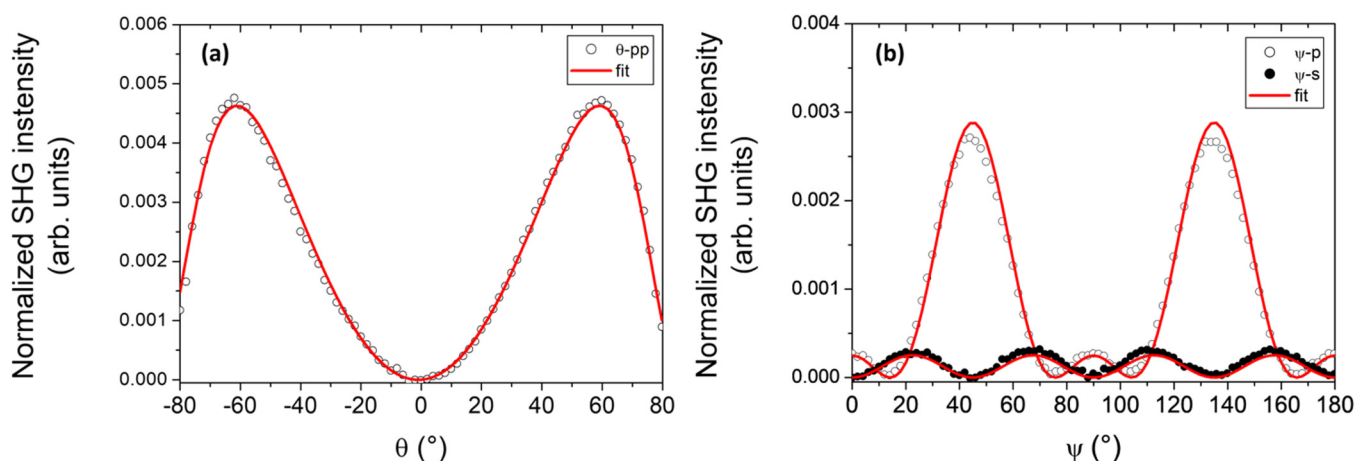 Normalized SHG instensity
(arb. units)
0.006
0.005
0.004
0.003
0.002
0.001
0.000
(a)
θ-pp
fit
-80 -60 -40 -20 0 20 40 60 80
θ (°)
Normalized SHG instensity
(arb. units)
0.004
0.003
0.002
0.001
0.000
(b)
ψ-p
ψ-s
fit
0 20 40 60 80 100 120 140 160 180
ψ (°)